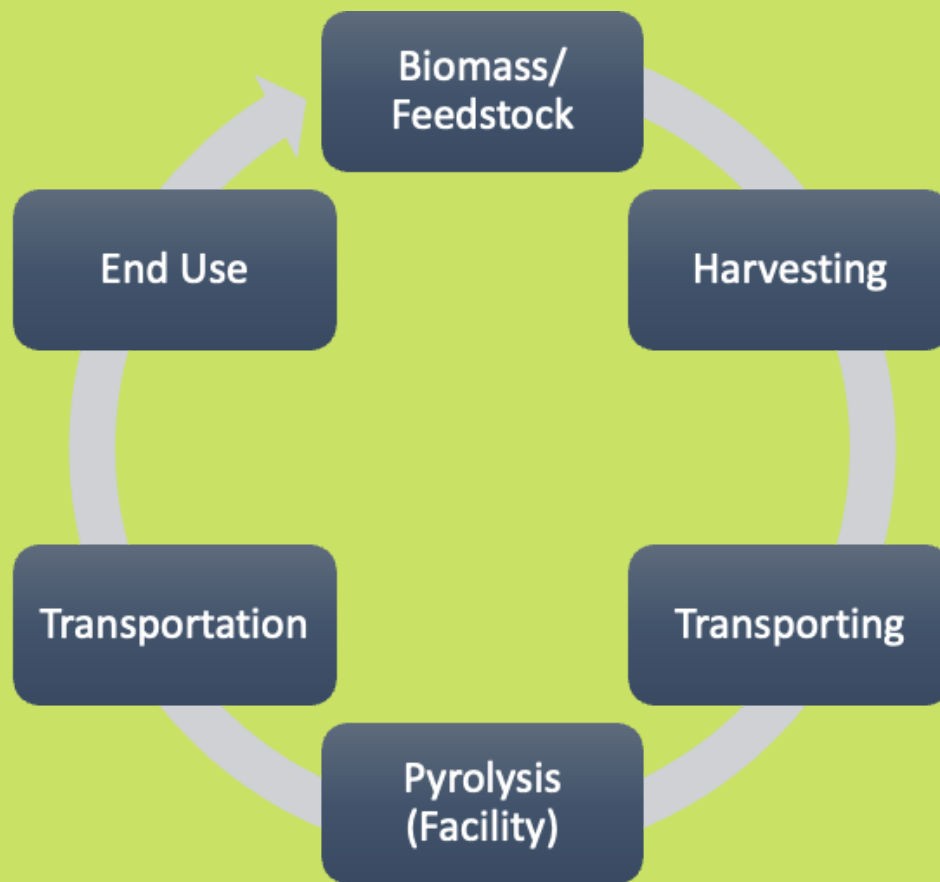 Biomass/
Feedstock
Harvesting
Transporting
Pyrolysis
(Facility)
Transportation
End Use